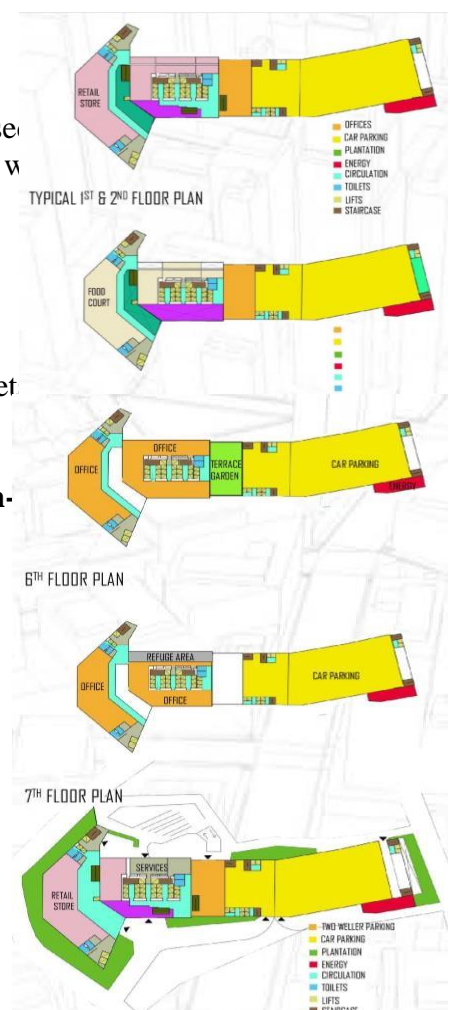 RETAIL
STORE
OFFICES
CAR PARKING
PLANTATION
ENERGY
CIRCULATION
TOILETS
LIFTS
STAIRCASE
TYPICAL 1ST & 2ND FLOOR PLAN
FOOD
COURT
OFFICE
OFFICE
TERRACE
GARDEN
CAR PARKING
ENERGY
6TH FLOOR PLAN
REFUGE AREA
OFFICE
OFFICE
CAR PARKING
7TH FLOOR PLAN
SERVICES
RETAIL
STORE
TWO WELLER PARKING
CAR PARKING
PLANTATION
ENERGY
CIRCULATION
TOILETS
LIFTS